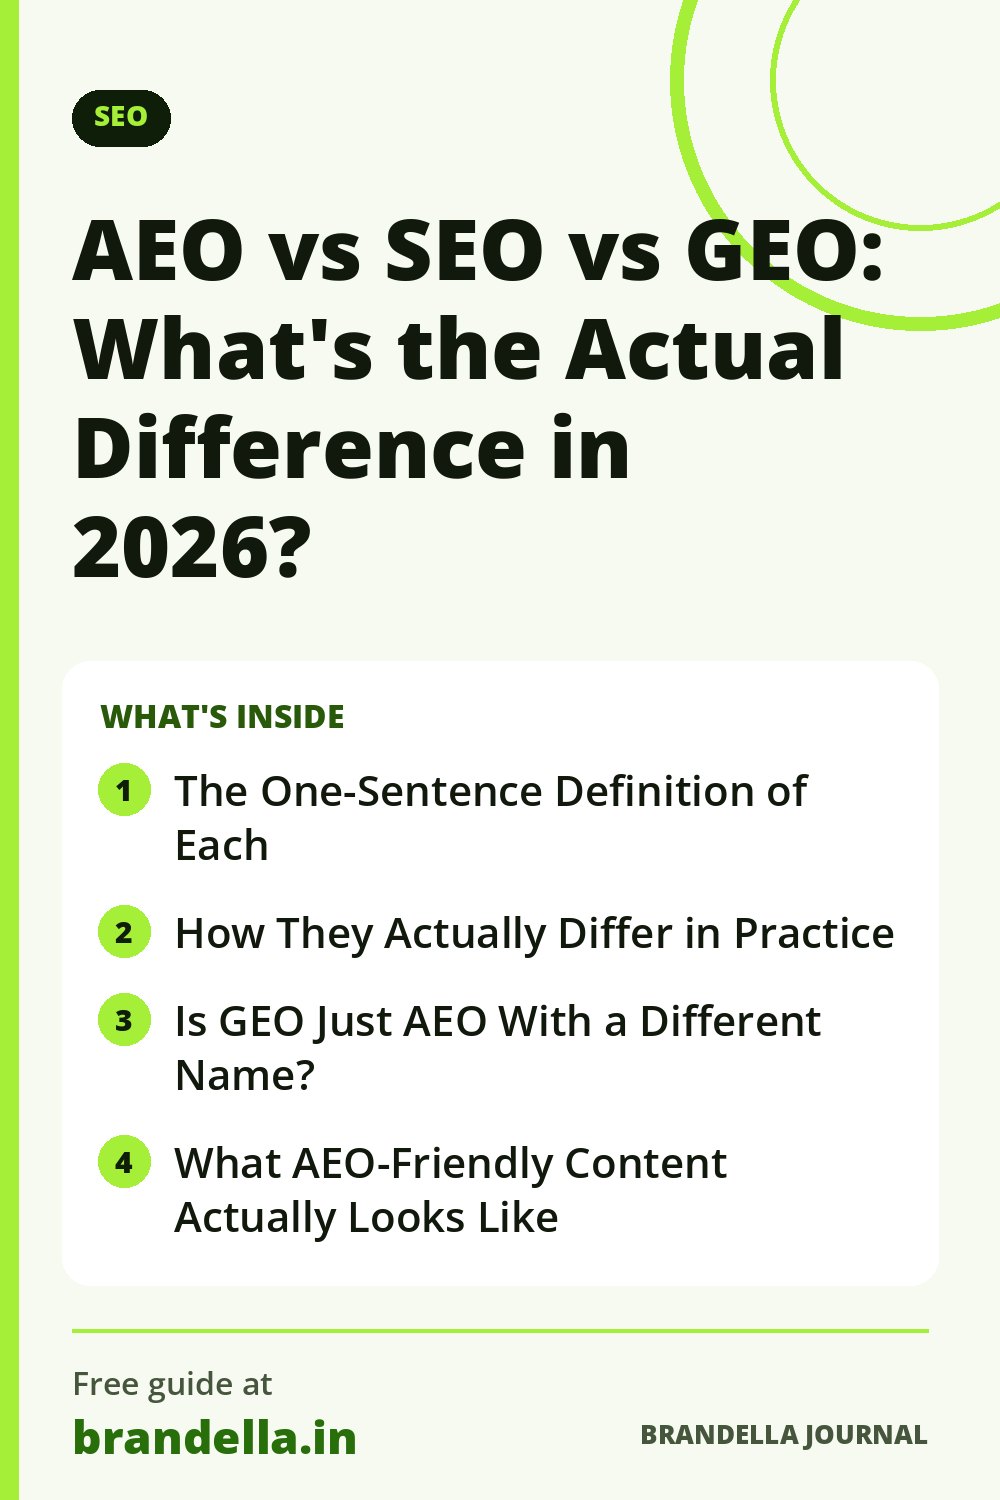 SEO
AEO vs SEO vs GEO:
What's the Actual
Difference in
2026?
WHAT'S INSIDE
1 The One-Sentence Definition of
Each
2 How They Actually Differ in Practice
3 Is GEO Just AEO With a Different
Name?
4 What AEO-Friendly Content
Actually Looks Like
Free guide at
brandella.in
BRANDELLA JOURNAL